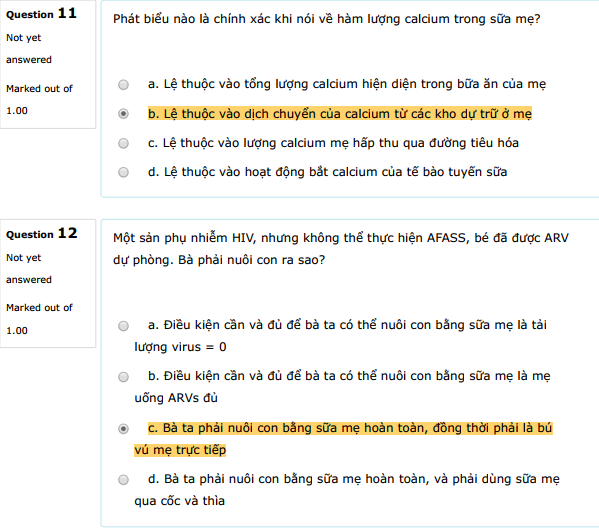 Question 11
Not yet
answered
Marked out of
1.00
Phát biểu nào là chính xác khi nói về hàm lượng calcium trong sữa mẹ?
a. Lệ thuộc vào tổng lượng calcium hiện diện trong bữa ăn của mẹ
b. Lệ thuộc vào dịch chuyển của calcium từ các kho dự trữ ở mẹ
c. Lệ thuộc vào lượng calcium mẹ hấp thu qua đường tiêu hóa
d. Lệ thuộc vào hoạt động bắt calcium của tế bào tuyến sữa
Question 12
Not yet
answered
Marked out of
1.00
Một sản phụ nhiễm HIV, nhưng không thể thực hiện AFASS, bé đã được ARV
dự phòng. Bà phải nuôi con ra sao?
a. Điều kiện cần và đủ để bà ta có thể nuôi con bằng sữa mẹ là tải
lượng virus = 0
b. Điều kiện cần và đủ để bà ta có thể nuôi con bằng sữa mẹ là mẹ
uống ARVs đủ
c. Bà ta phải nuôi con bằng sữa mẹ hoàn toàn, đồng thời phải là bú
vú mẹ trực tiếp
d. Bà ta phải nuôi con bằng sữa mẹ hoàn toàn, và phải dùng sữa mẹ
qua cốc và thìa